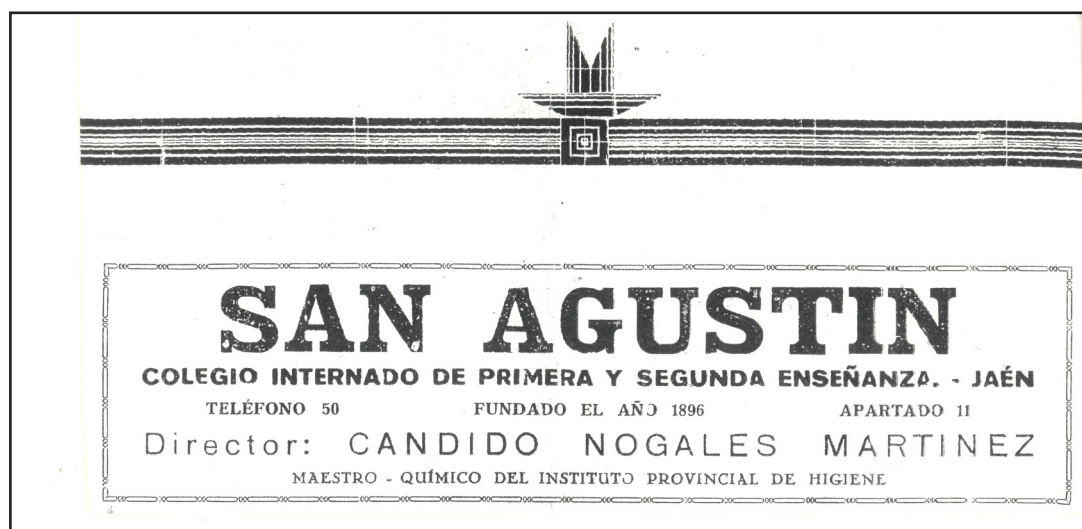 SAN AGUSTIN
COLEGIO INTERNADO DE PRIMERA Y SEGUNDA ENSEÑANZA. - JAÉN
TELÉFONO 50 FUNDADO EL AÑO 1896 APARTADO 11
Director: CANDIDO NOGALES MARTINEZ
MAESTRO - QUÍMICO DEL INSTITUTO PROVINCIAL DE HIGIENE